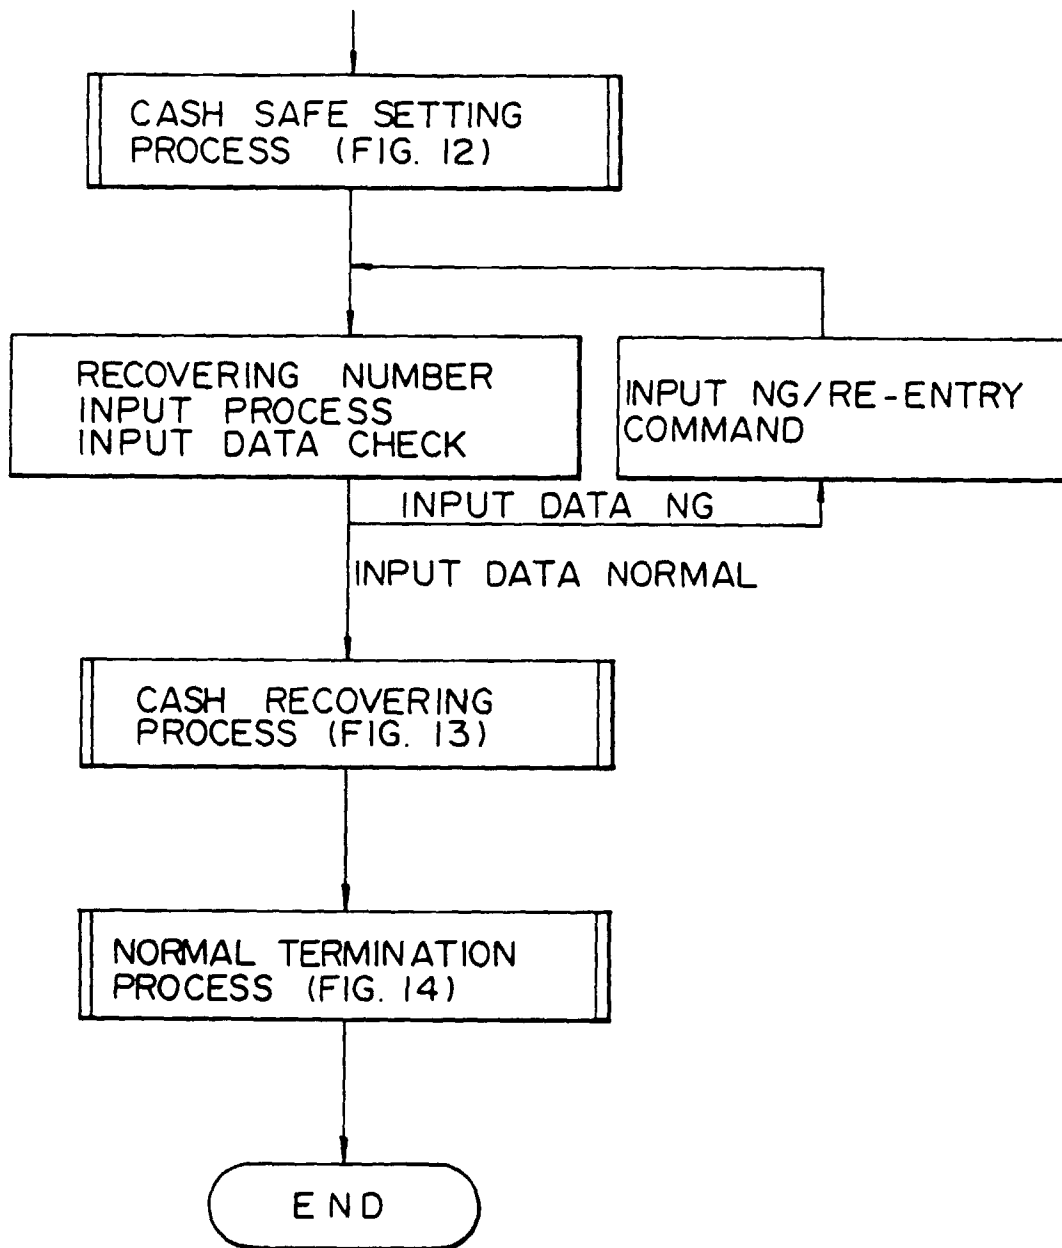 CASH SAFE SETTING
PROCESS (FIG. 12)
RECOVERING NUMBER
INPUT PROCESS
INPUT DATA CHECK
INPUT NG/RE-ENTRY
COMMAND
INPUT DATA NG
INPUT DATA NORMAL
CASH RECOVERING
PROCESS (FIG. 13)
NORMAL TERMINATION
PROCESS (FIG. 14)
END